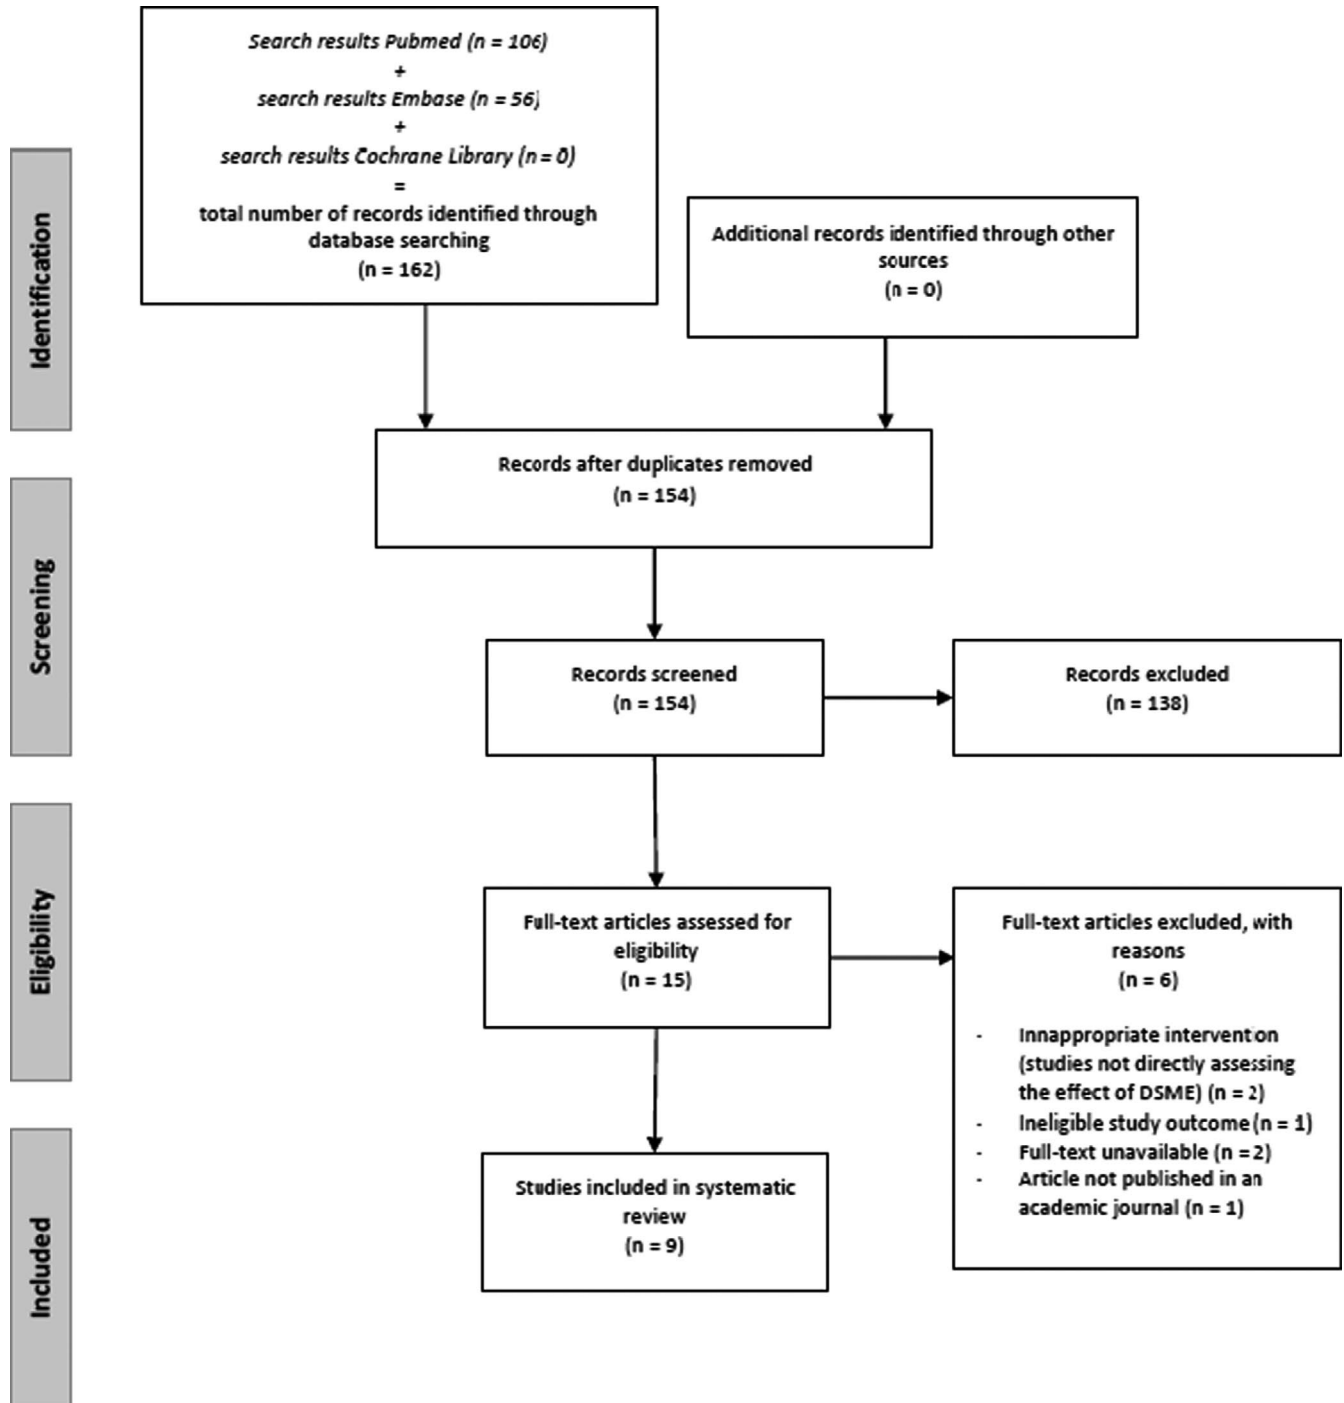 Search results Pubmed (n = 106)
+
search results Embase (n = 56)
+
search results Cochrane Library (n = 0)
=
total number of records identified through
database searching
(n = 162)
Additional records identified through other
sources
(n = 0)
Identification
Records after duplicates removed
(n = 154)
Screening
Records screened
(n = 154)
Records excluded
(n = 138)
Eligibility
Full-text articles assessed for
eligibility
(n = 15)
Full-text articles excluded, with
reasons
(n = 6)
- Innappropriate intervention
(studies not directly assessing
the effect of DSME) (n = 2)
- Ineligible study outcome (n = 1)
- Full-text unavailable (n = 2)
- Article not published in an
academic journal (n = 1)
Included
Studies included in systematic
review
(n = 9)